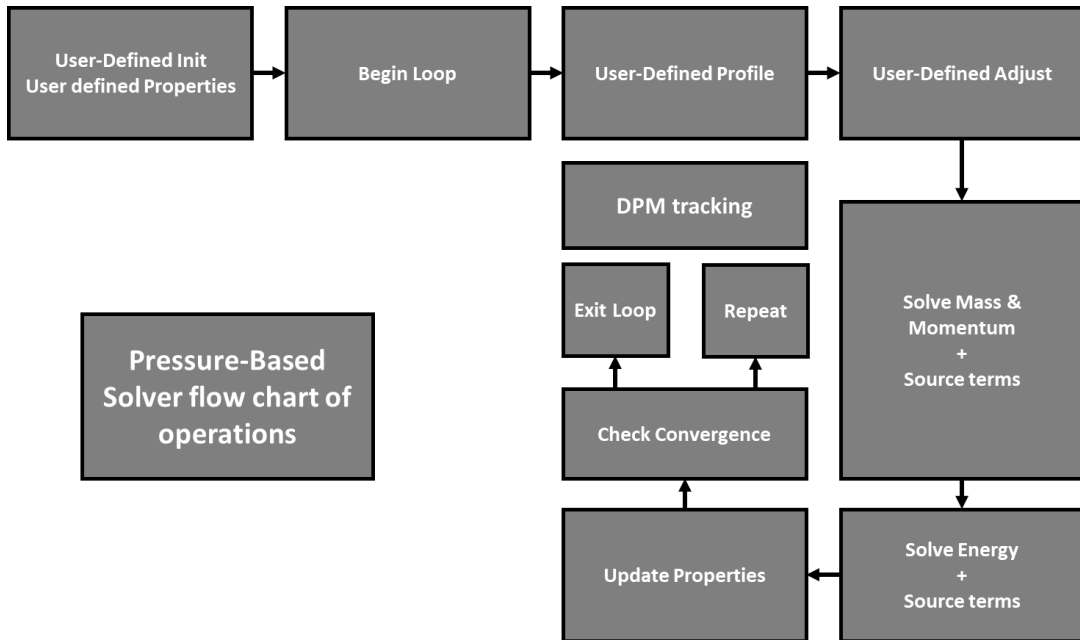 User-Defined Init
User defined Properties
Begin Loop
User-Defined Profile
User-Defined Adjust
DPM tracking
Exit Loop
Repeat
Solve Mass &
Momentum
+
Source terms
Pressure-Based
Solver flow chart of
operations
Check Convergence
Update Properties
Solve Energy
+
Source terms